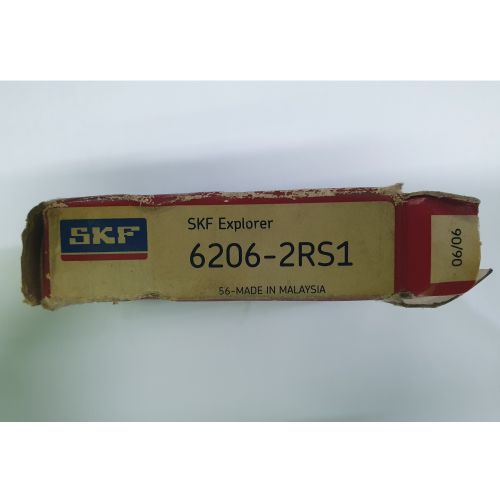 SKF
SKF Explorer
6206-2RS1
56-MADE IN MALAYSIA
06/06